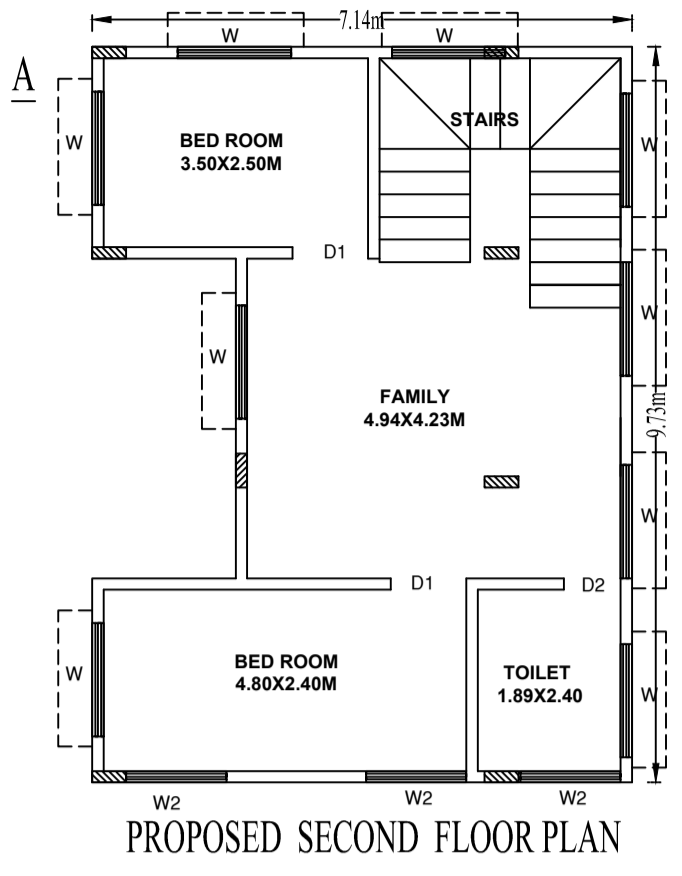 7.14m
W
W
A
W
BED ROOM
3.50X2.50M
STAIRS
W
D1
W
W
FAMILY
4.94X4.23M
9.73m
W
D1
D2
W
BED ROOM
4.80X2.40M
TOILET
1.89X2.40
W
W2
W2
W2
PROPOSED SECOND FLOOR PLAN